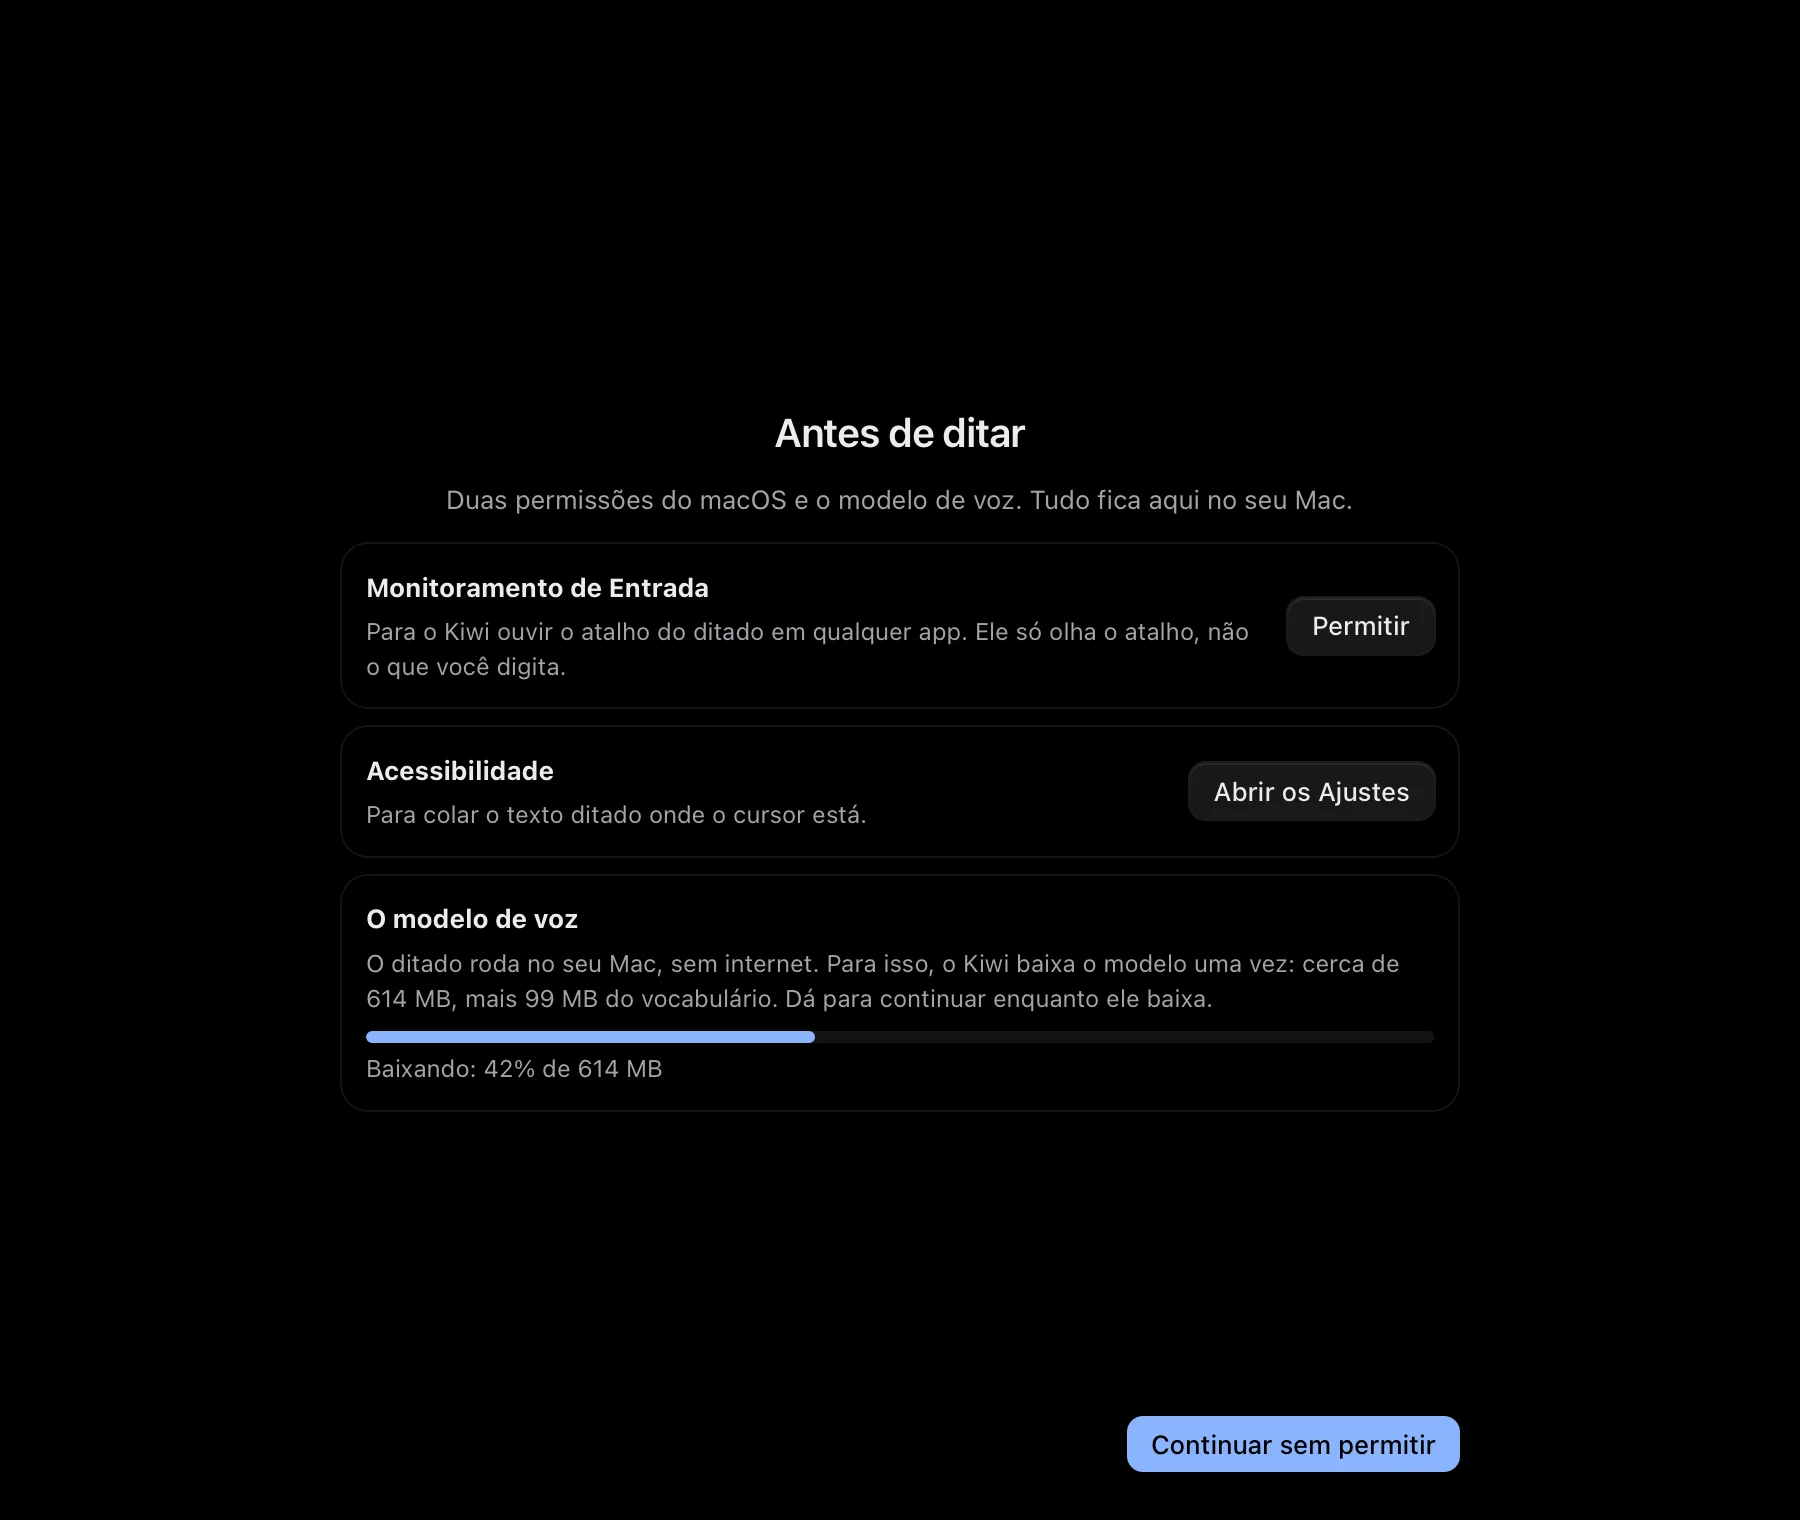 Antes de ditar
Duas permissões do macOS e o modelo de voz. Tudo fica aqui no seu Mac.
Monitoramento de Entrada
Para o Kiwi ouvir o atalho do ditado em qualquer app. Ele só olha o atalho, não
o que você digita.
Permitir
Acessibilidade
Para colar o texto ditado onde o cursor está.
Abrir os Ajustes
O modelo de voz
O ditado roda no seu Mac, sem internet. Para isso, o Kiwi baixa o modelo uma vez: cerca de
614 MB, mais 99 MB do vocabulário. Dá para continuar enquanto ele baixa.
Baixando: 42% de 614 MB
Continuar sem permitir